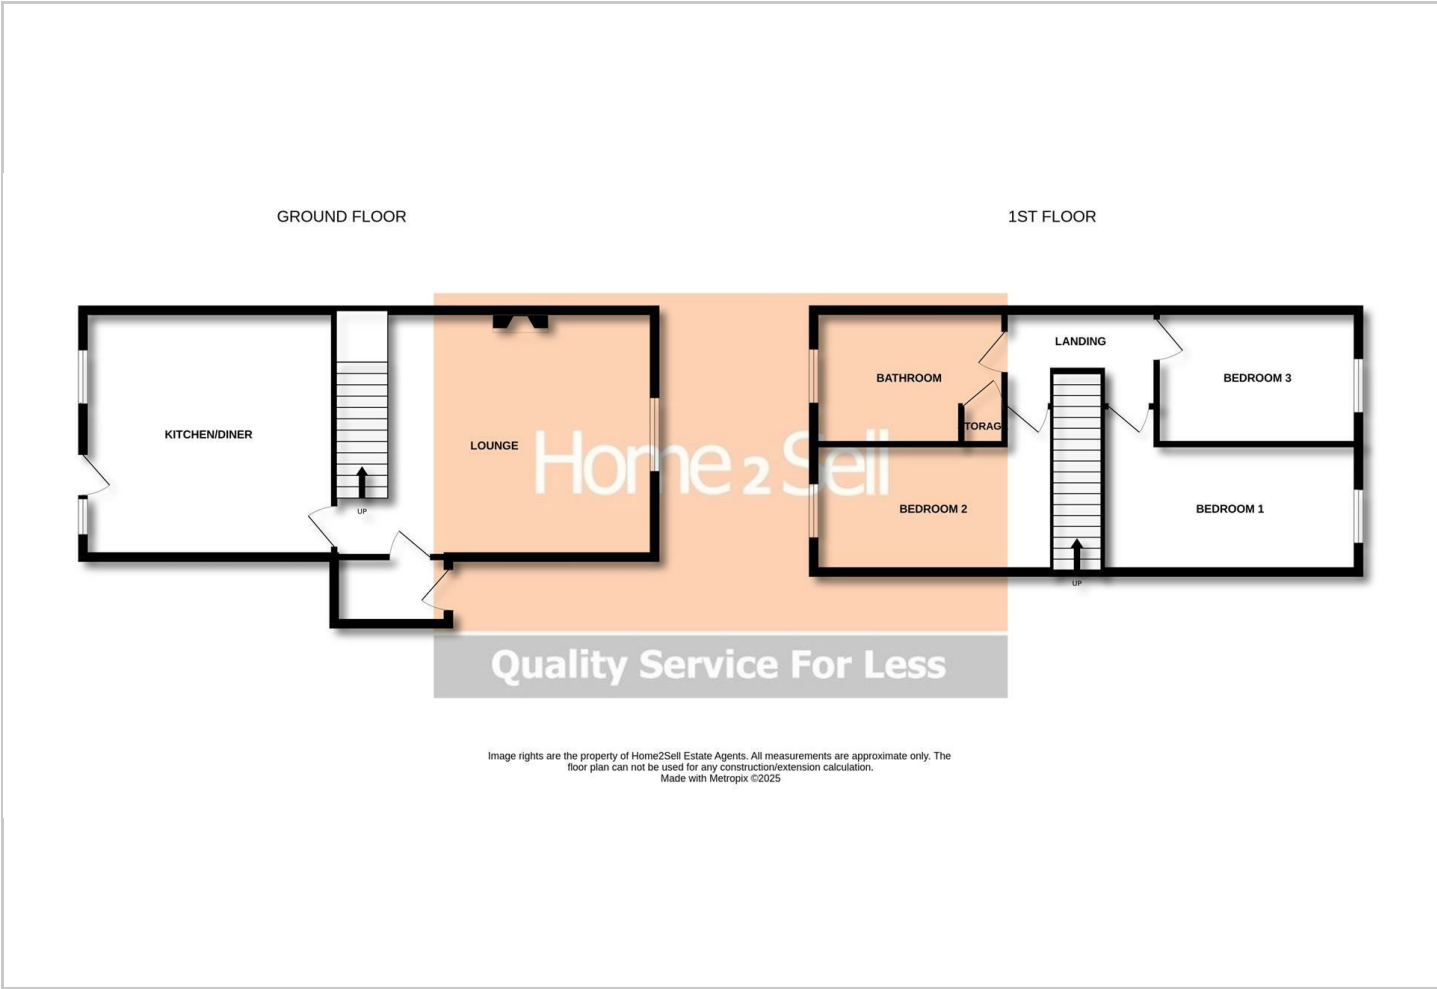 GROUND FLOOR
1ST FLOOR
KITCHEN/DINER
LOUNGE
UP
BATHROOM
LANDING
BEDROOM 3
TORAG
BEDROOM 2
BEDROOM 1
UP
Home 2 Sell
Quality Service For Less
Image rights are the property of Home2Sell Estate Agents. All measurements are approximate only. The
floor plan can not be used for any construction/extension calculation.
Made with Metropix ©2025